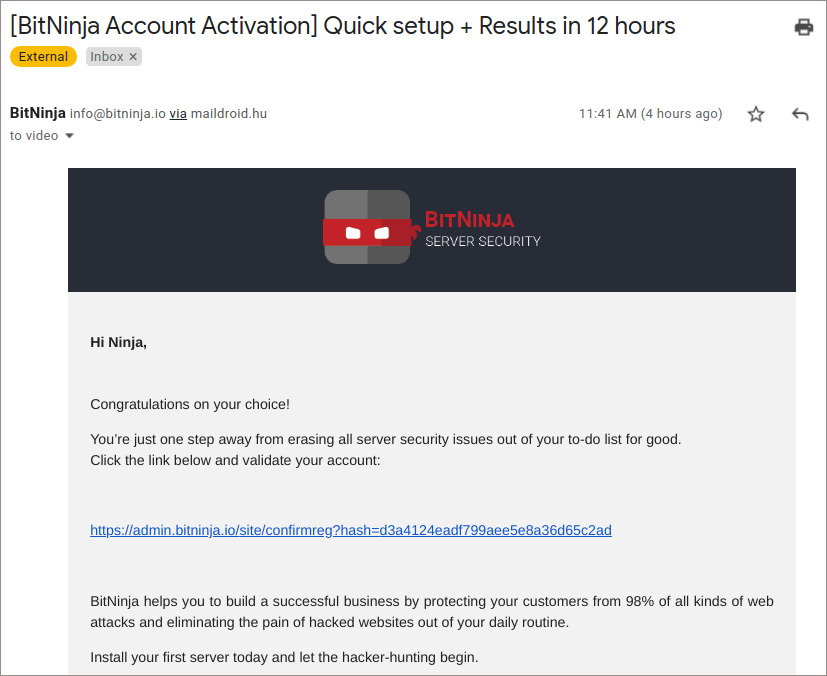 [BitNinja Account Activation] Quick setup + Results in 12 hours
External Inbox ×
BitNinja info@bitninja.io via maildroid.hu 11:41 AM (4 hours ago)
to video
BITNINJA
SERVER SECURITY
Hi Ninja,
Congratulations on your choice!
You’re just one step away from erasing all server security issues out of your to-do list for good.
Click the link below and validate your account:
https://admin.bitninja.io/site/confirmreg?hash=d3a4124eadf799aee5e8a36d65c2ad
BitNinja helps you to build a successful business by protecting your customers from 98% of all kinds of web
attacks and eliminating the pain of hacked websites out of your daily routine.
Install your first server today and let the hacker-hunting begin.